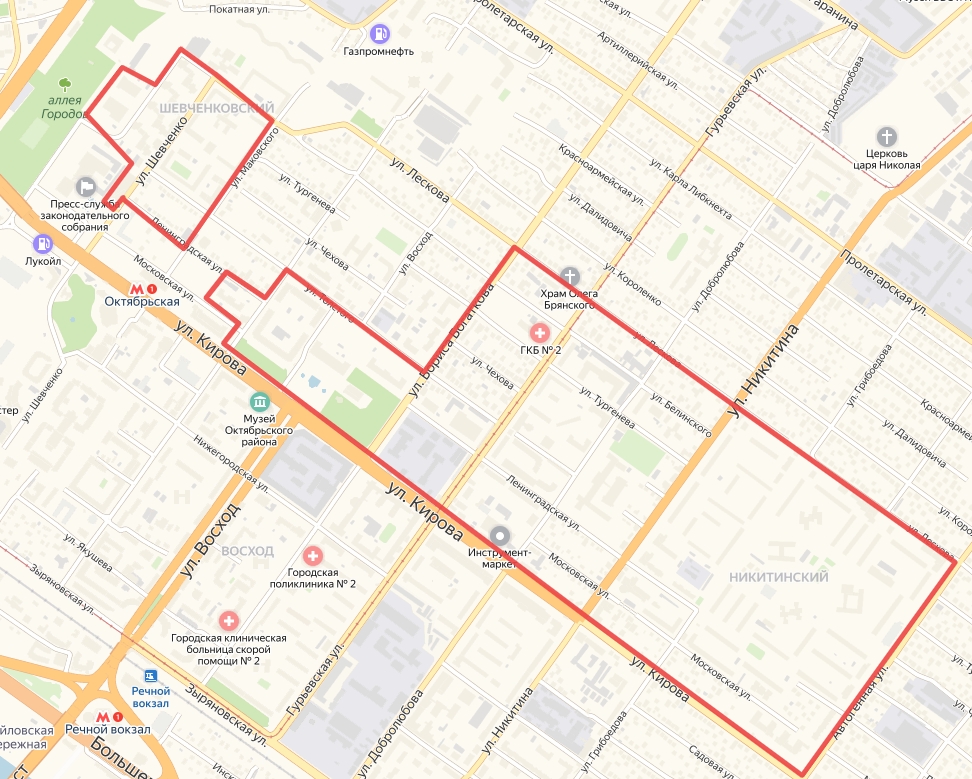 Покатная ул.
Газпромнефть
Пролетарская ул.
Артиллерийская ул.
Гаранина
Гурьевская ул.
ул. Добролюбова
Церковь
царя Николая
аллея
Городов
ШЕВЧЕНКОВСКИЙ
ул. Шевченко
ул. Маковского
ул. Лескова
Красноармейская ул.
ул. Карла Либкнехта
Пресс-служба
законодательного
собрания
ул. Тургенева
ул. Далидовича
Лукойл
Ленинградская ул.
ул. Чехова
ул. Восход
ул. Короленко
ул. Добролюбова
Пролетарская ул.
Московская ул.
Октябрьская
1
ул. Толстого
ул. Бориса Богаткова
Храм Олега
Брянского
ул. Кирова
ГКБ № 2
ул. Лескова
ул. Никитина
ул. Грибоедова
ул. Шевченко
ул. Чехова
ул. Тургенева
ул. Белинского
Музей
Октябрьского
района
Нижегородская ул.
ул. Далидовича
ул. Кирова
Ленинградская ул.
ул. Восход
ВОСХОД
ул. Лескова
Инструмент-
маркет
ул. Якушева
Зыряновская ул.
Городская
поликлиника № 2
Московская ул.
НИКИТИНСКИЙ
Городская клиническая
больница скорой
помощи № 2
Гурьевская ул.
ул. Кирова
Московская ул.
Автогенная ул.
Речной
вокзал
Зыряновская ул.
ул. Добролюбова
ул. Никитина
ул. Грибоедова
Садовая ул.
1
Речной вокзал